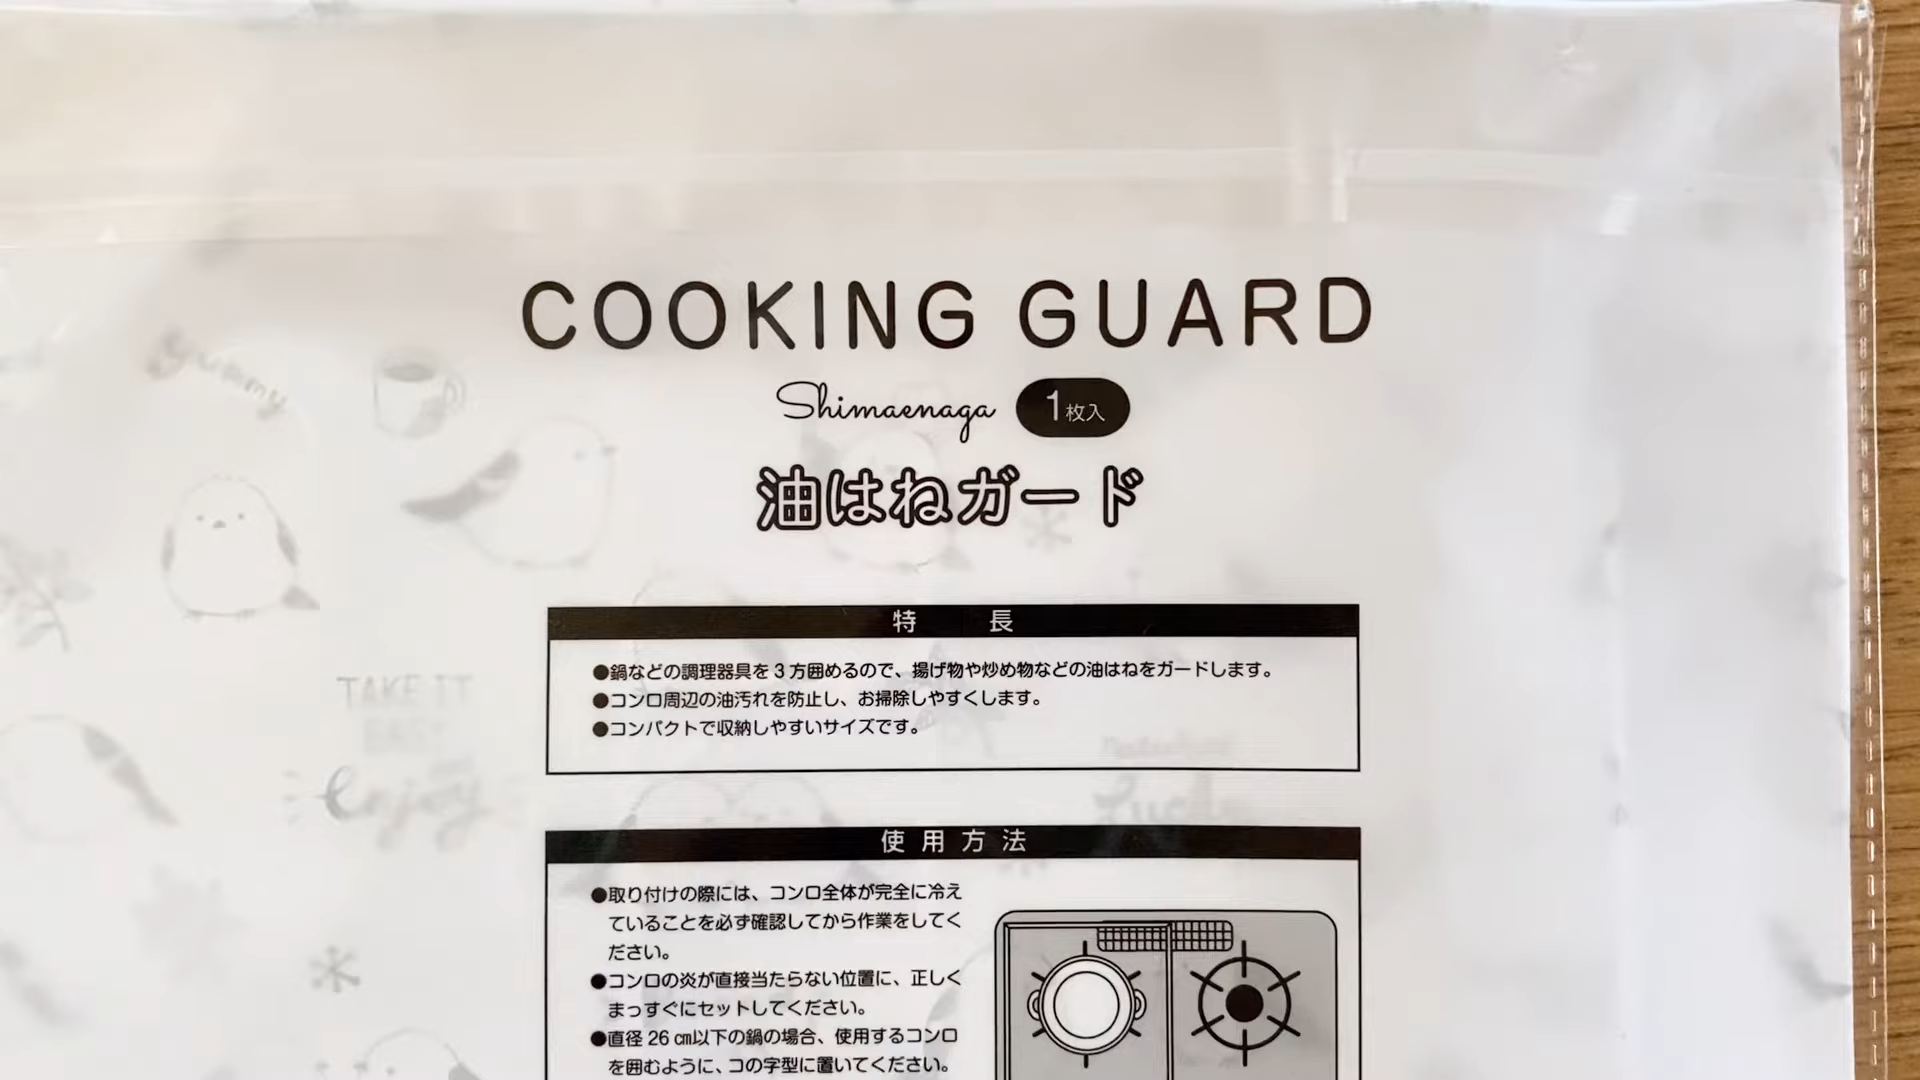 COOKING GUARD
Shimaenaga 1枚入
油はねガード
特長
●鍋などの調理器具を3方囲めるので、揚げ物や炒め物などの油はねをガードします。
●コンロ周辺の油汚れを防止し、お掃除しやすくします。
●コンパクトで収納しやすいサイズです。
使用方法
●取り付けの際には、コンロ全体が完全に冷え
ていることを必ず確認してから作業をしてく
ださい。
●コンロの炎が直接当たらない位置に、正しく
まっすぐにセットしてください。
●直径26㎝以下の鍋の場合、使用するコンロ
を囲むように、コの字型に置いてください。
yummy
TAKE IT
EASY
enjoy